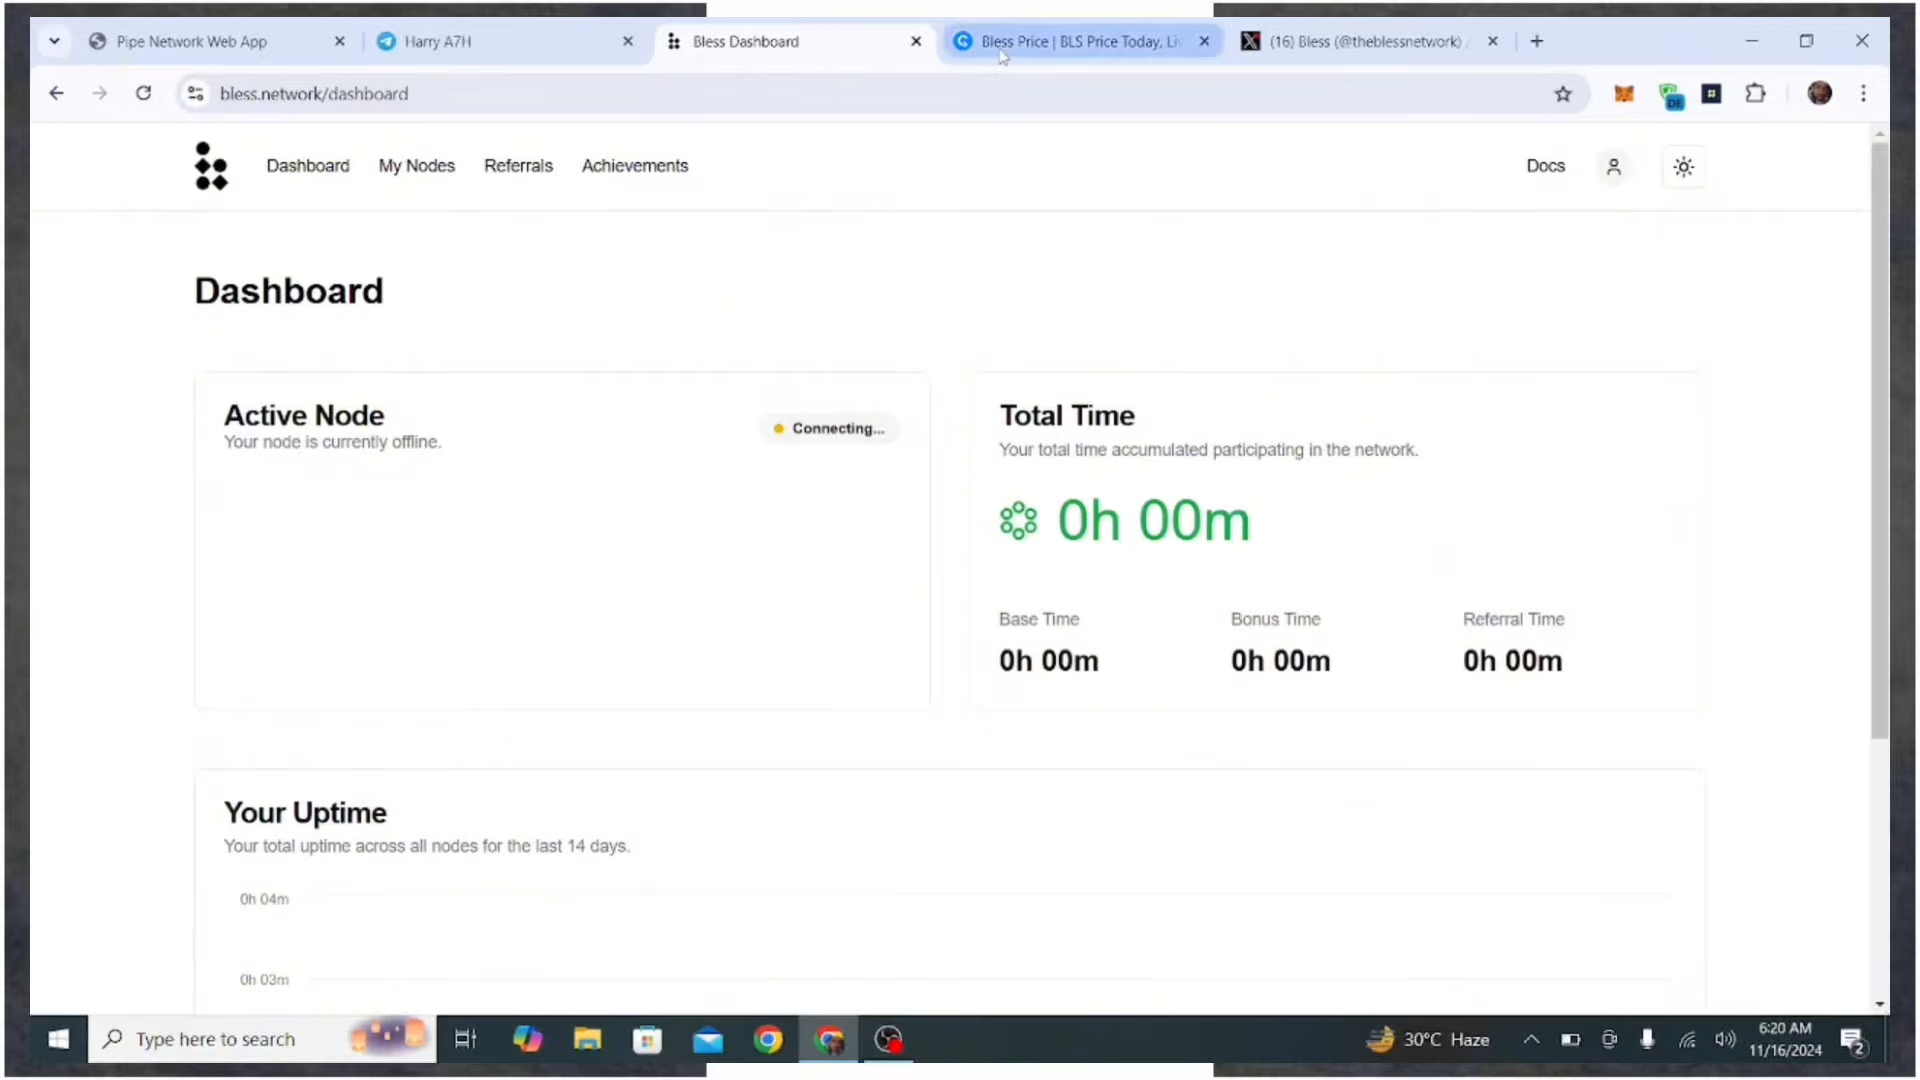 Pipe Network Web App
Harry A7H
Bless Dashboard
Bless Price | BLS Price Today, Li
(16) Bless (@theblessnetwork)
bless.network/dashboard
DE
Dashboard
My Nodes
Referrals
Achievements
Docs
Dashboard
Active Node
Your node is currently offline.
Connecting...
Total Time
Your total time accumulated participating in the network.
0h 00m
Base Time
Bonus Time
Referral Time
0h 00m
0h 00m
0h 00m
Your Uptime
Your total uptime across all nodes for the last 14 days.
0h 04m
0h 03m
Type here to search
30°C Haze
6:20 AM
11/16/2024
2